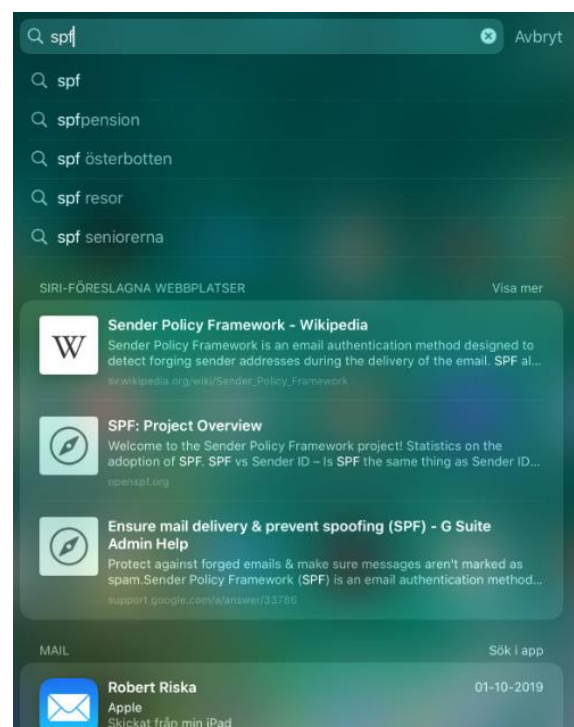 spf
Avbryt
spf
spfpension
spf österbotten
spf resor
spf seniorerna
SIRI-FÖRESLAGNA WEBBPLATSER Visa mer
W
Sender Policy Framework - Wikipedia
Sender Policy Framework is an email authentication method designed to
detect forging sender addresses during the delivery of the email. SPF al...
sv.wikipedia.org/wiki/Sender_Policy_Framework
SPF: Project Overview
Welcome to the Sender Policy Framework project! Statistics on the
adoption of SPF. SPF vs Sender ID – Is SPF the same thing as Sender ID...
openspf.org
Ensure mail delivery & prevent spoofing (SPF) - G Suite
Admin Help
Protect against forged emails & make sure messages aren't marked as
spam.Sender Policy Framework (SPF) is an email authentication method...
support.google.com/a/answer/33786
MAIL Sök i app
Robert Riska 01-10-2019
Apple
Skickat från min iPad